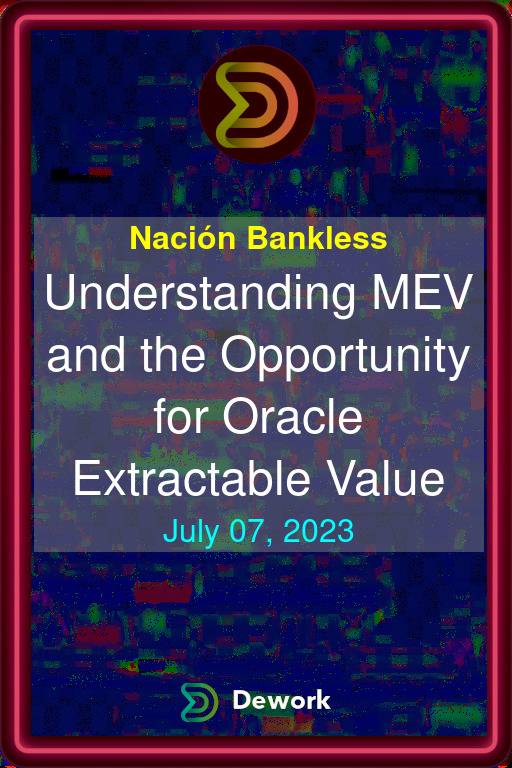 Nación Bankless
Understanding MEV
and the Opportunity
for Oracle
Extractable Value
July 07, 2023
Dework